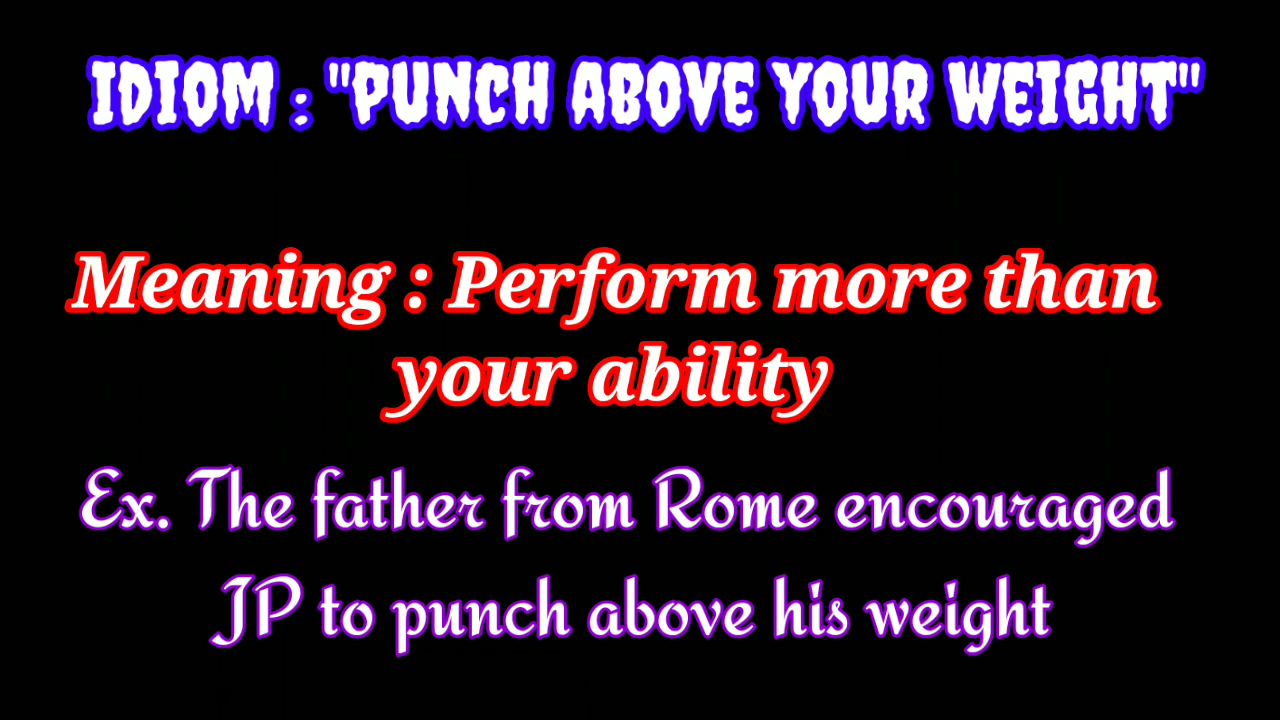 IDIOM : "PUNCH ABOVE YOUR WEIGHT"
Meaning : Perform more than
your ability
Ex. The father from Rome encouraged
JP to punch above his weight